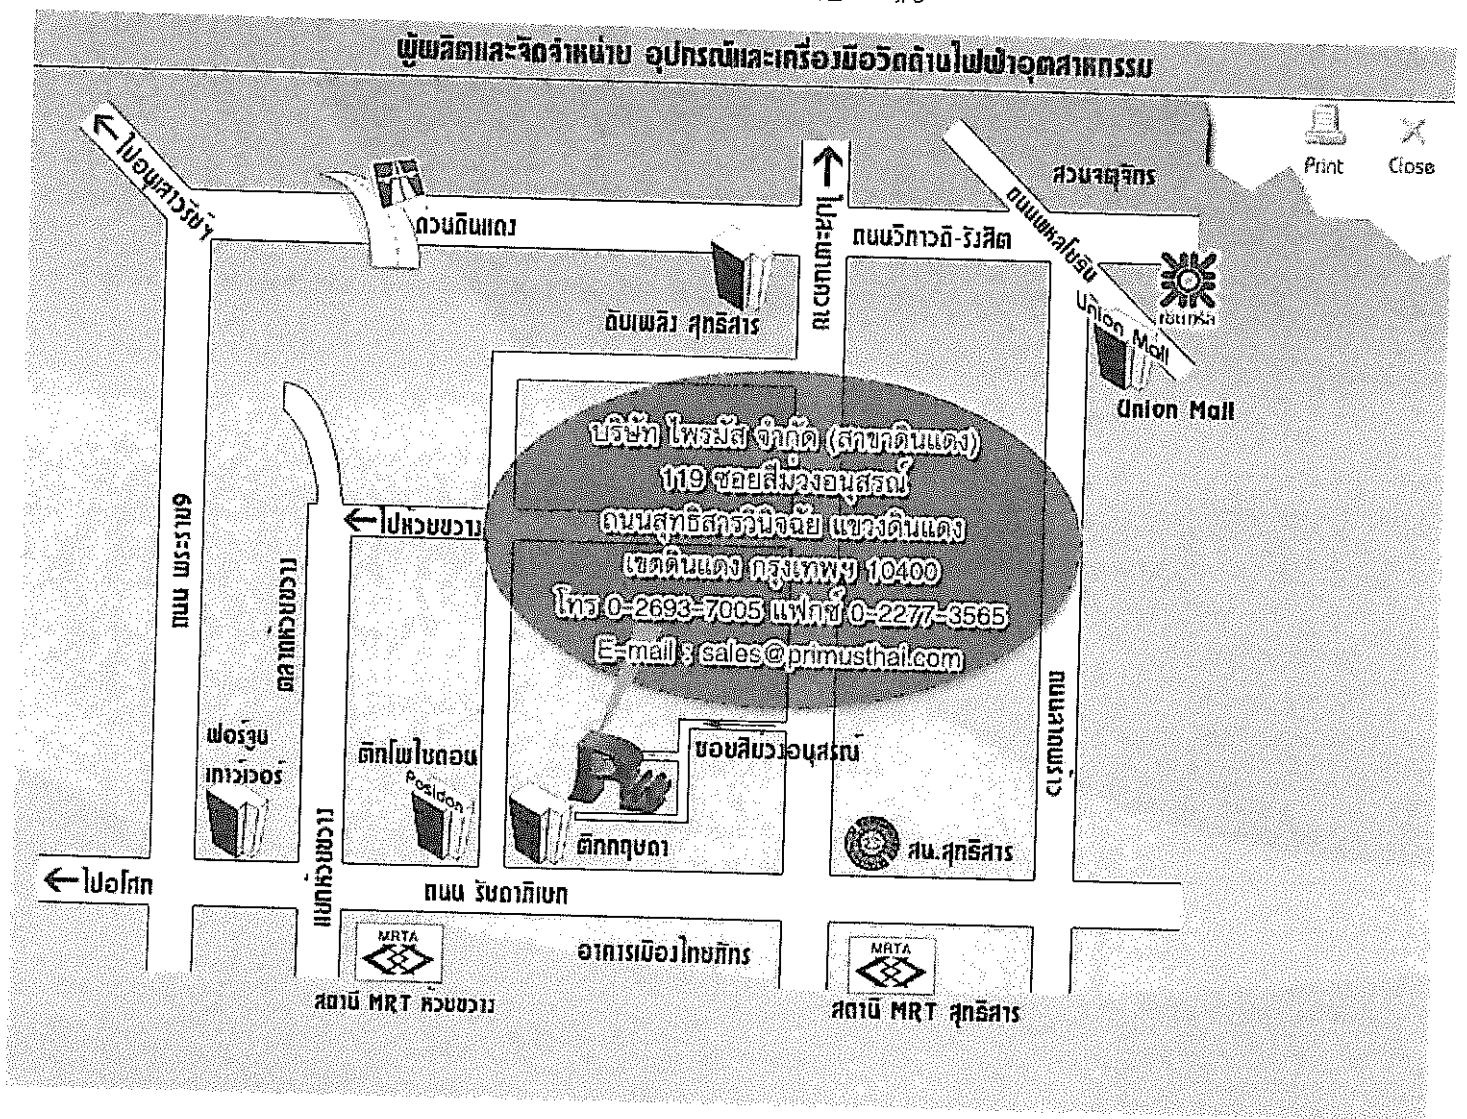 ผู้ผลิตและจัดจำหน่าย อุปกรณ์และเครื่องมือวัดด้านไฟฟ้าอุตสาหกรรม
Print
Close
ไปอนุเสาวรีย์ฯ
ด่วนดินแดง
ไปสะพานควาย
ถนนวิภาวดี-รังสิต
ถนนพหลโยธิน
สวนจตุจักร
เซ็นทรัล
ดับเพลิง สุทธิสาร
Union Mall
Union Mall
บริษัท ไพรมัส จำกัด (สาขาดินแดง)
119 ซอยสีม่วงอนุสรณ์
ถนนสุทธิสารวินิจฉัย แขวงดินแดง
เขตดินแดง กรุงเทพฯ 10400
โทร 0-2693-7005 แฟกซ์ 0-2277-3565
E-mail : sales@primusthai.com
ถนน พระราม9
ไปห้วยขวาง
ตลาดห้วยขวาง
ถนนลาดพร้าว
ฟอร์จูน
เทาว์เวอร์
ตึกโพไซดอน
Posidon
ซอยสีม่วงอนุสรณ์
ตึกกฤษดา
สน.สุทธิสาร
ไปอโศก
แยกห้วยขวาง
ถนน รัชดาภิเษก
MRTA
สถานี MRT ห้วยขวาง
อาคารเมืองไทยภัทร
MRTA
สถานี MRT สุทธิสาร